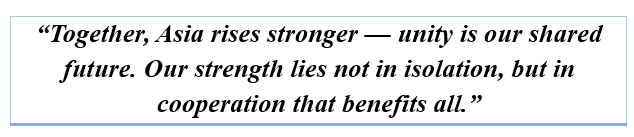 “Together, Asia rises stronger — unity is our shared
future. Our strength lies not in isolation, but in
cooperation that benefits all.”